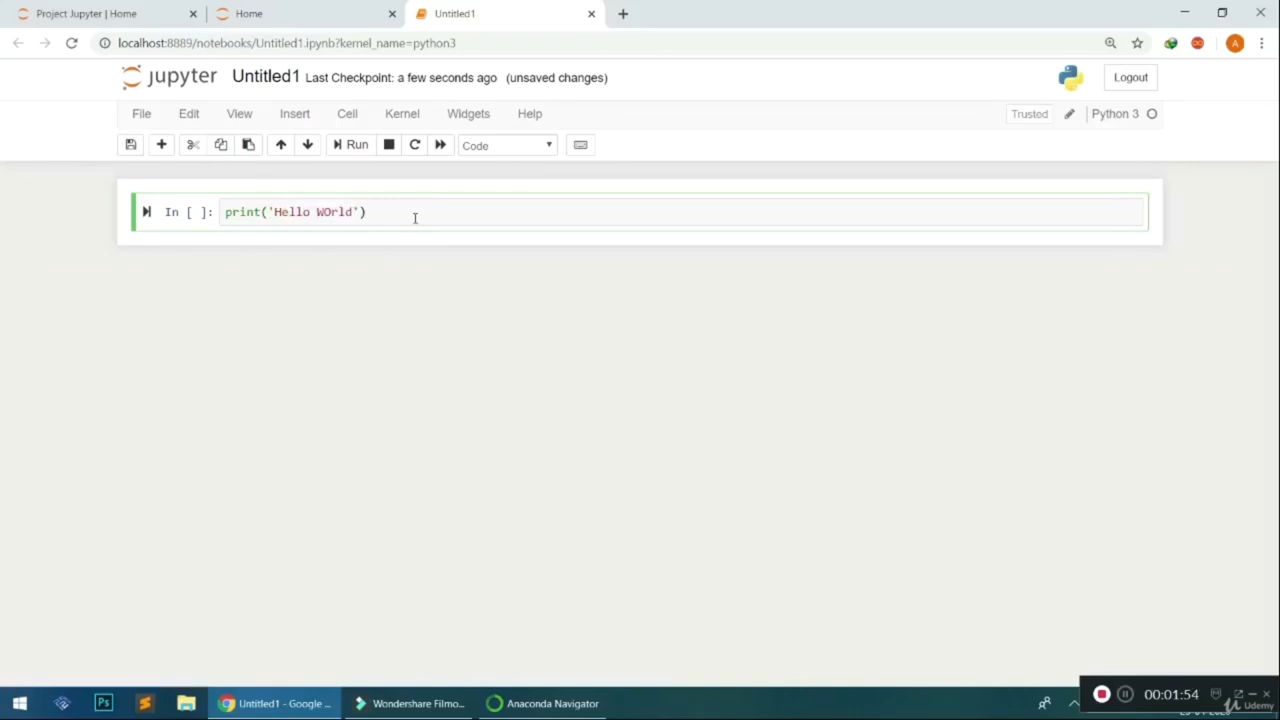 Project Jupyter | Home
Home
Untitled1
localhost:8889/notebooks/Untitled1.ipynb?kernel_name=python3
A
jupyter Untitled1 Last Checkpoint: a few seconds ago (unsaved changes)
Logout
File Edit View Insert Cell Kernel Widgets Help
Trusted
Python 3
Run
Code
In [ ]: print('Hello WOrld')
Ps
Untitled1 - Google ...
Wondershare Filmo...
Anaconda Navigator
00:01:54
Udemy